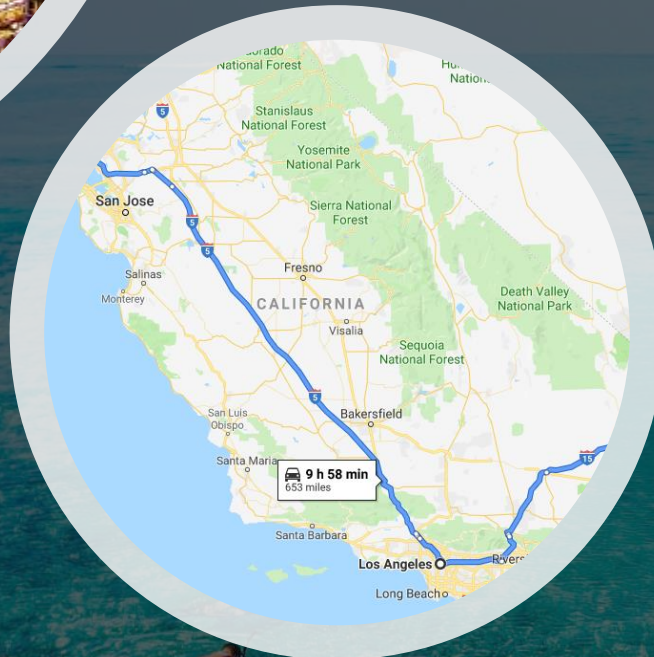 National Forest
5
Stanislaus
National Forest
Yosemite
National Park
San Jose
Sierra National
Forest
5
5
Salinas
Fresno
Monterey
CALIFORNIA
Death Valley
National Park
Visalia
Sequoia
National Forest
5
San Luis
Obispo
Bakersfield
Santa Maria
15
9 h 58 min
653 miles
Santa Barbara
Los Angeles
Rivers
Long Beach